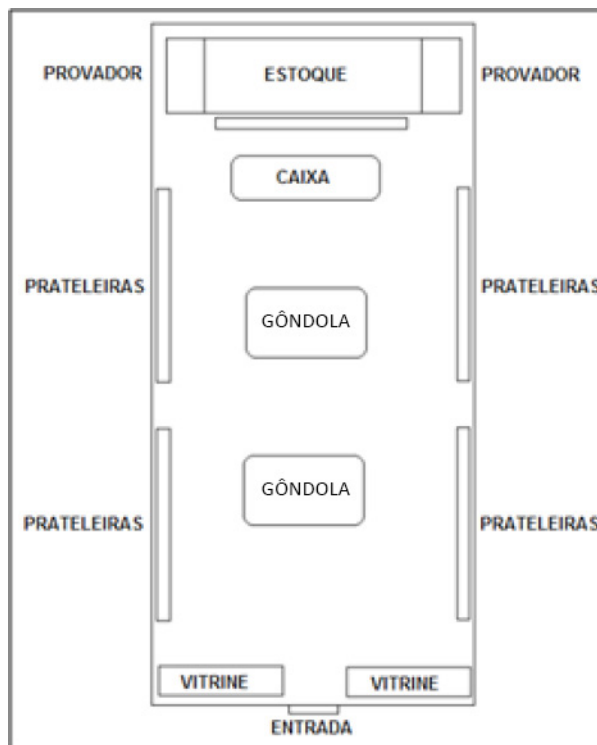 PROVADOR
ESTOQUE
PROVADOR
CAIXA
PRATELEIRAS
PRATELEIRAS
GÔNDOLA
GÔNDOLA
PRATELEIRAS
PRATELEIRAS
VITRINE
VITRINE
ENTRADA